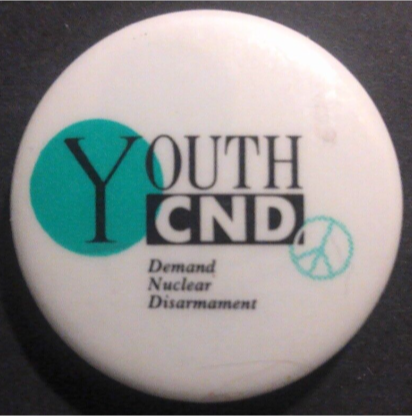 YOUTH
CND
Demand
Nuclear
Disarmament